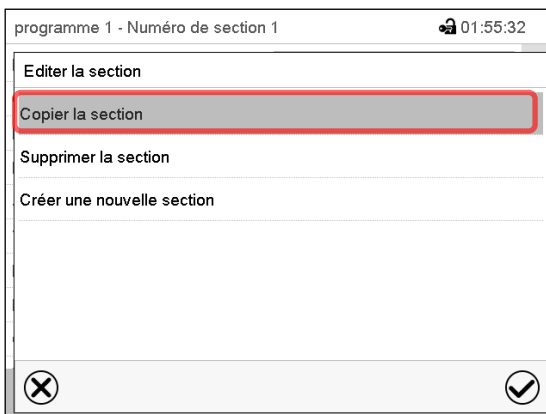 programme 1 - Numéro de section 1 01:55:32
Editer la section
Copier la section
Supprimer la section
Créer une nouvelle section